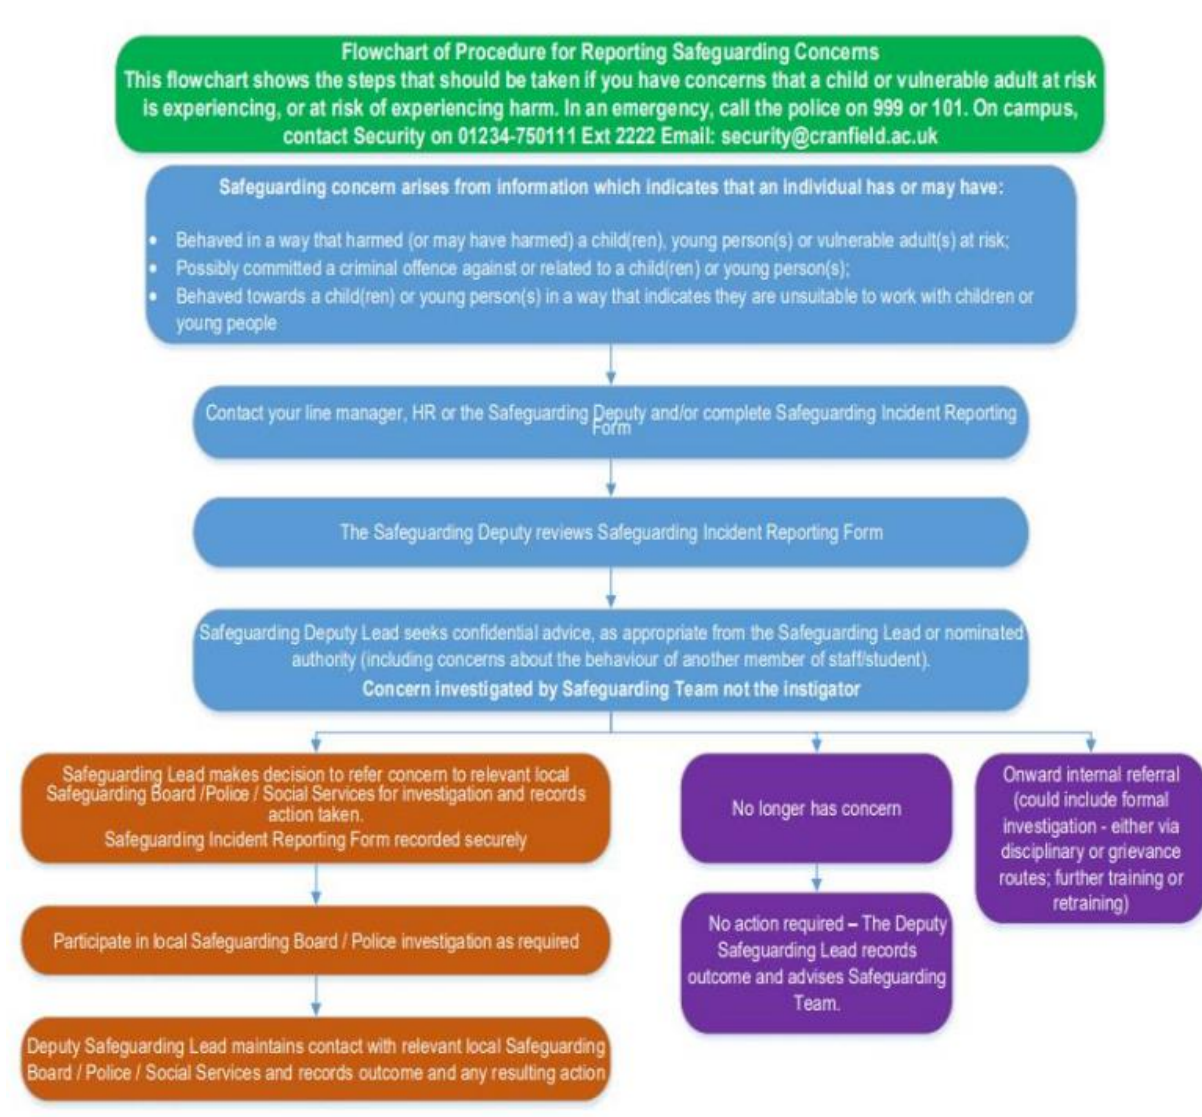 Flowchart of Procedure for Reporting Safeguarding Concerns
This flowchart shows the steps that should be taken if you have concerns that a child or vulnerable adult at risk
is experiencing, or at risk of experiencing harm. In an emergency, call the police on 999 or 101. On campus,
contact Security on 01234-750111 Ext 2222 Email: security@cranfield.ac.uk
Safeguarding concern arises from information which indicates that an individual has or may have:
• Behaved in a way that harmed (or may have harmed) a child(ren), young person(s) or vulnerable adult(s) at risk;
• Possibly committed a criminal offence against or related to a child(ren) or young person(s);
• Behaved towards a child(ren) or young person(s) in a way that indicates they are unsuitable to work with children or
young people
Contact your line manager, HR or the Safeguarding Deputy and/or complete Safeguarding Incident Reporting
Form
The Safeguarding Deputy reviews Safeguarding Incident Reporting Form
Safeguarding Deputy Lead seeks confidential advice, as appropriate from the Safeguarding Lead or nominated
authority (including concerns about the behaviour of another member of staff/student).
Concern investigated by Safeguarding Team not the instigator
Safeguarding Lead makes decision to refer concern to relevant local
Safeguarding Board /Police / Social Services for investigation and records
action taken.
Safeguarding Incident Reporting Form recorded securely
Participate in local Safeguarding Board / Police investigation as required
Deputy Safeguarding Lead maintains contact with relevant local Safeguarding
Board / Police / Social Services and records outcome and any resulting action
No longer has concern
No action required – The Deputy
Safeguarding Lead records
outcome and advises Safeguarding
Team.
Onward internal referral
(could include formal
investigation - either via
disciplinary or grievance
routes; further training or
retraining)